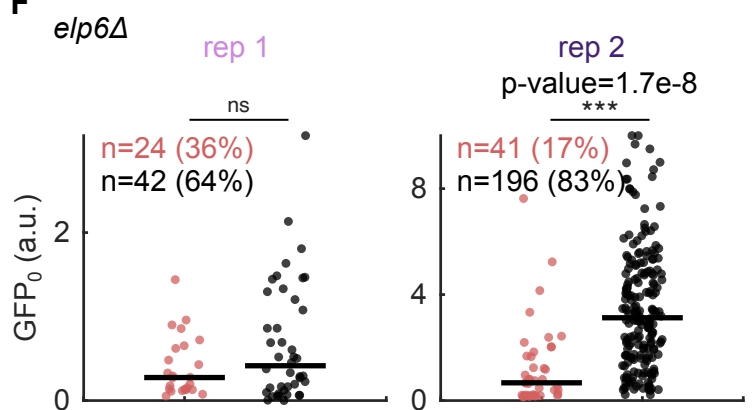 F
elp6Δ
rep 1
rep 2
p-value=1.7e-8
ns
***
n=24 (36%)
n=42 (64%)
n=41 (17%)
n=196 (83%)
GFP₀ (a.u.)
2
0
8
4
0